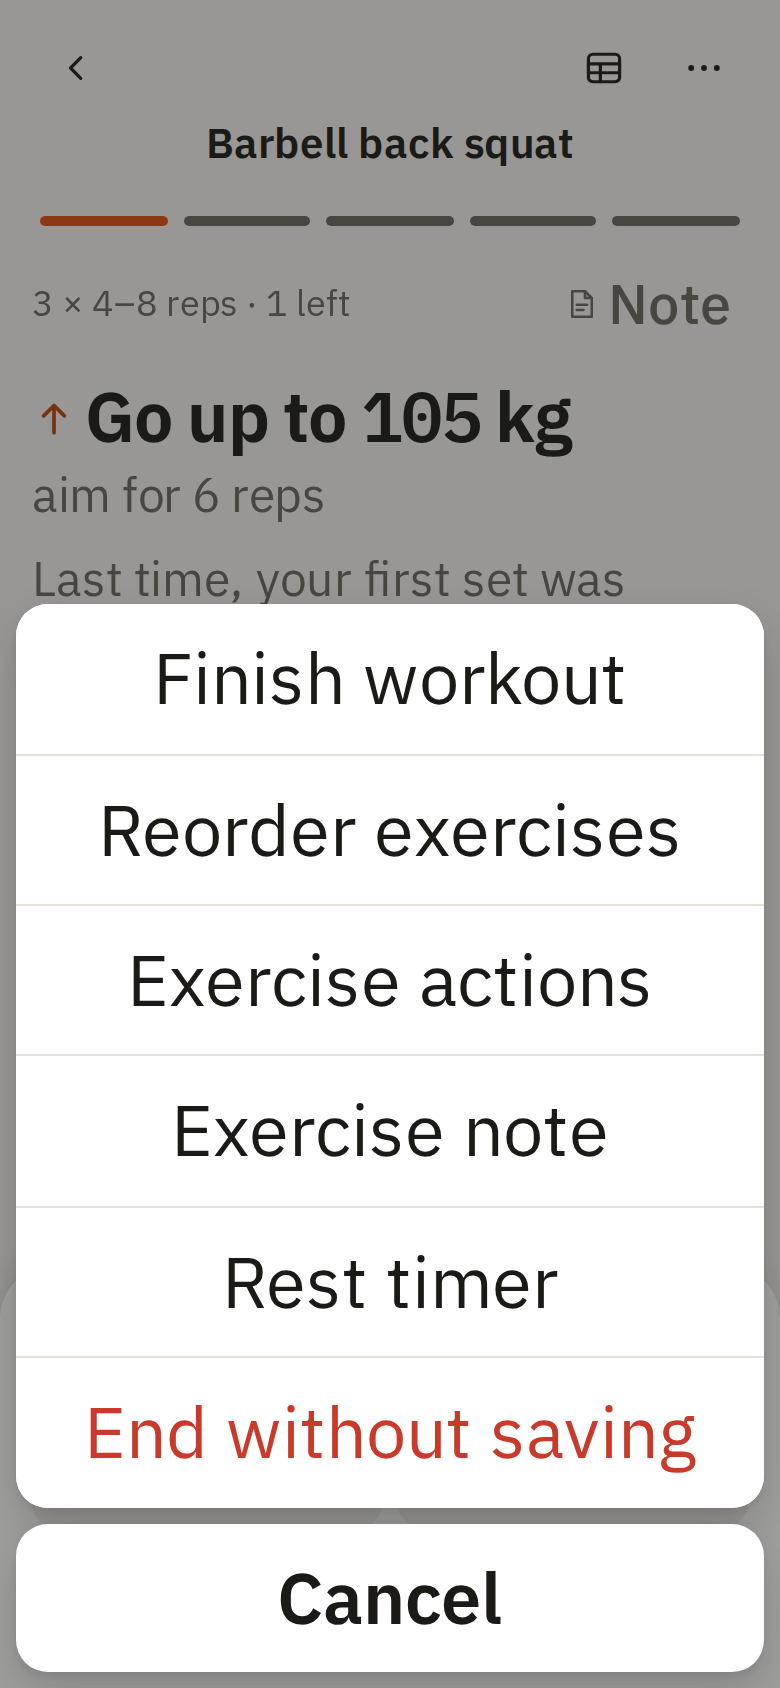 Barbell back squat
3 × 4–8 reps · 1 left
Note
Go up to 105 kg
aim for 6 reps
Last time, your first set was
Finish workout
Reorder exercises
Exercise actions
Exercise note
Rest timer
End without saving
Cancel